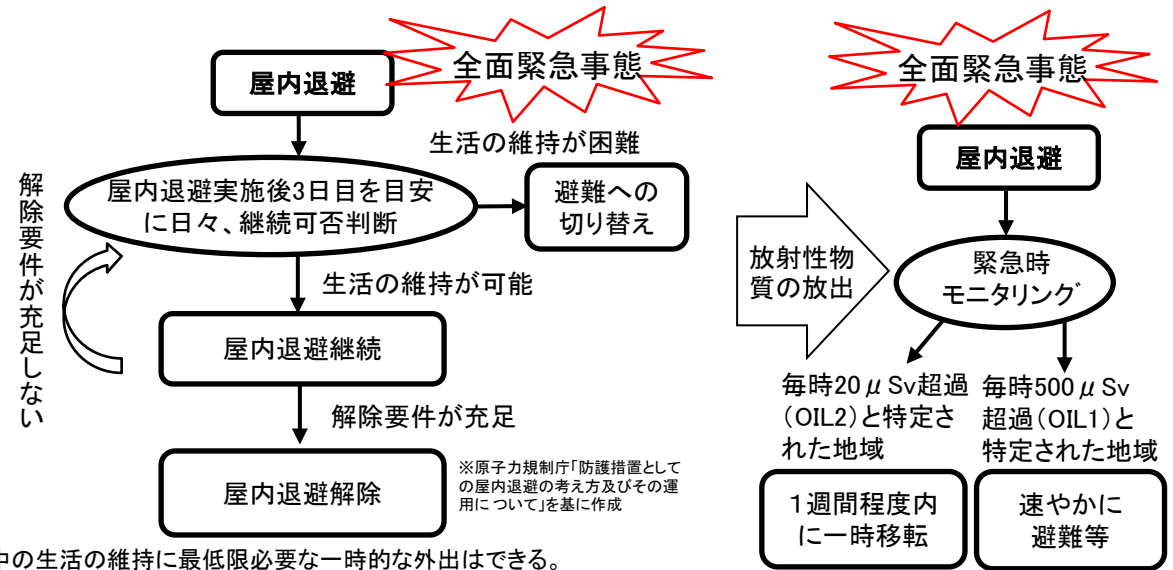 全面緊急事態
屋内退避
生活の維持が困難
屋内退避実施後3日目を目安
に日々、継続可否判断
避難への
切り替え
解除要件が充足しない
生活の維持が可能
屋内退避継続
解除要件が充足
屋内退避解除
※原子力規制庁「防護措置として
の屋内退避の考え方及びその運
用について」を基に作成
中の生活の維持に最低限必要な一時的な外出はできる。
全面緊急事態
屋内退避
放射性物
質の放出
緊急時
モニタリング
毎時20μSv超過
(OIL2)と特定さ
れた地域
毎時500μSv
超過(OIL1)と
特定された地域
1週間程度内
に一時移転
速やかに
避難等